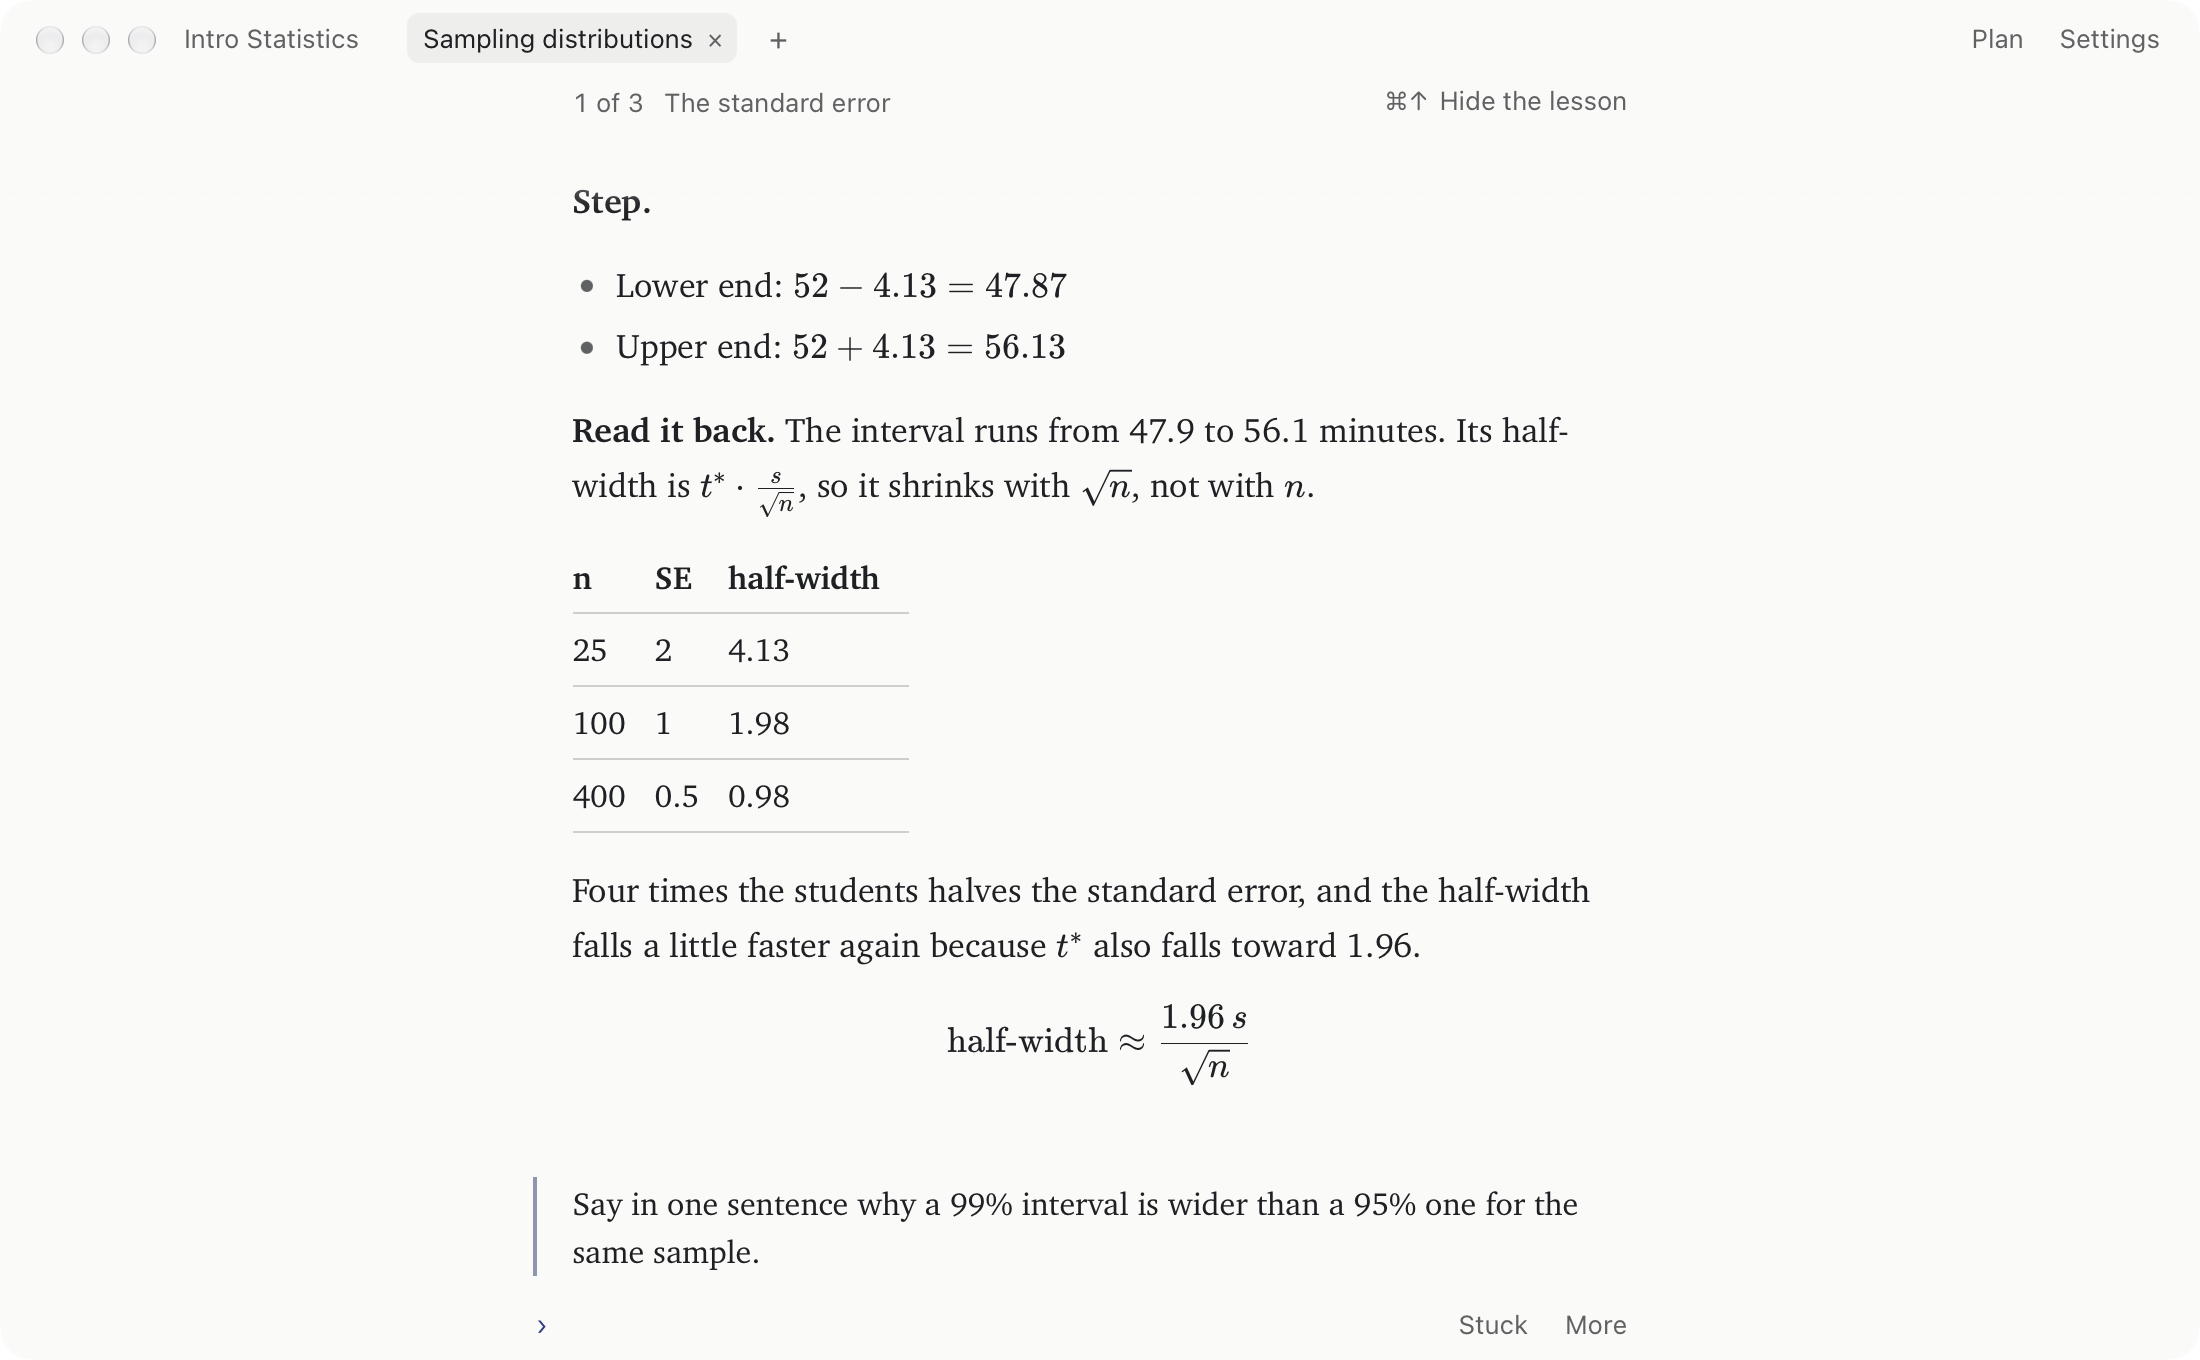 Intro Statistics Sampling distributions × + Plan Settings
1 of 3 The standard error ⌘↑ Hide the lesson
Step.
• Lower end: 52 − 4.13 = 47.87
• Upper end: 52 + 4.13 = 56.13
Read it back. The interval runs from 47.9 to 56.1 minutes. Its half-
width is t* · s/√n, so it shrinks with √n, not with n.
n SE half-width
25 2 4.13
100 1 1.98
400 0.5 0.98
Four times the students halves the standard error, and the half-width
falls a little faster again because t* also falls toward 1.96.
half-width ≈ 1.96 s/√n
Say in one sentence why a 99% interval is wider than a 95% one for the
same sample.
› Stuck More